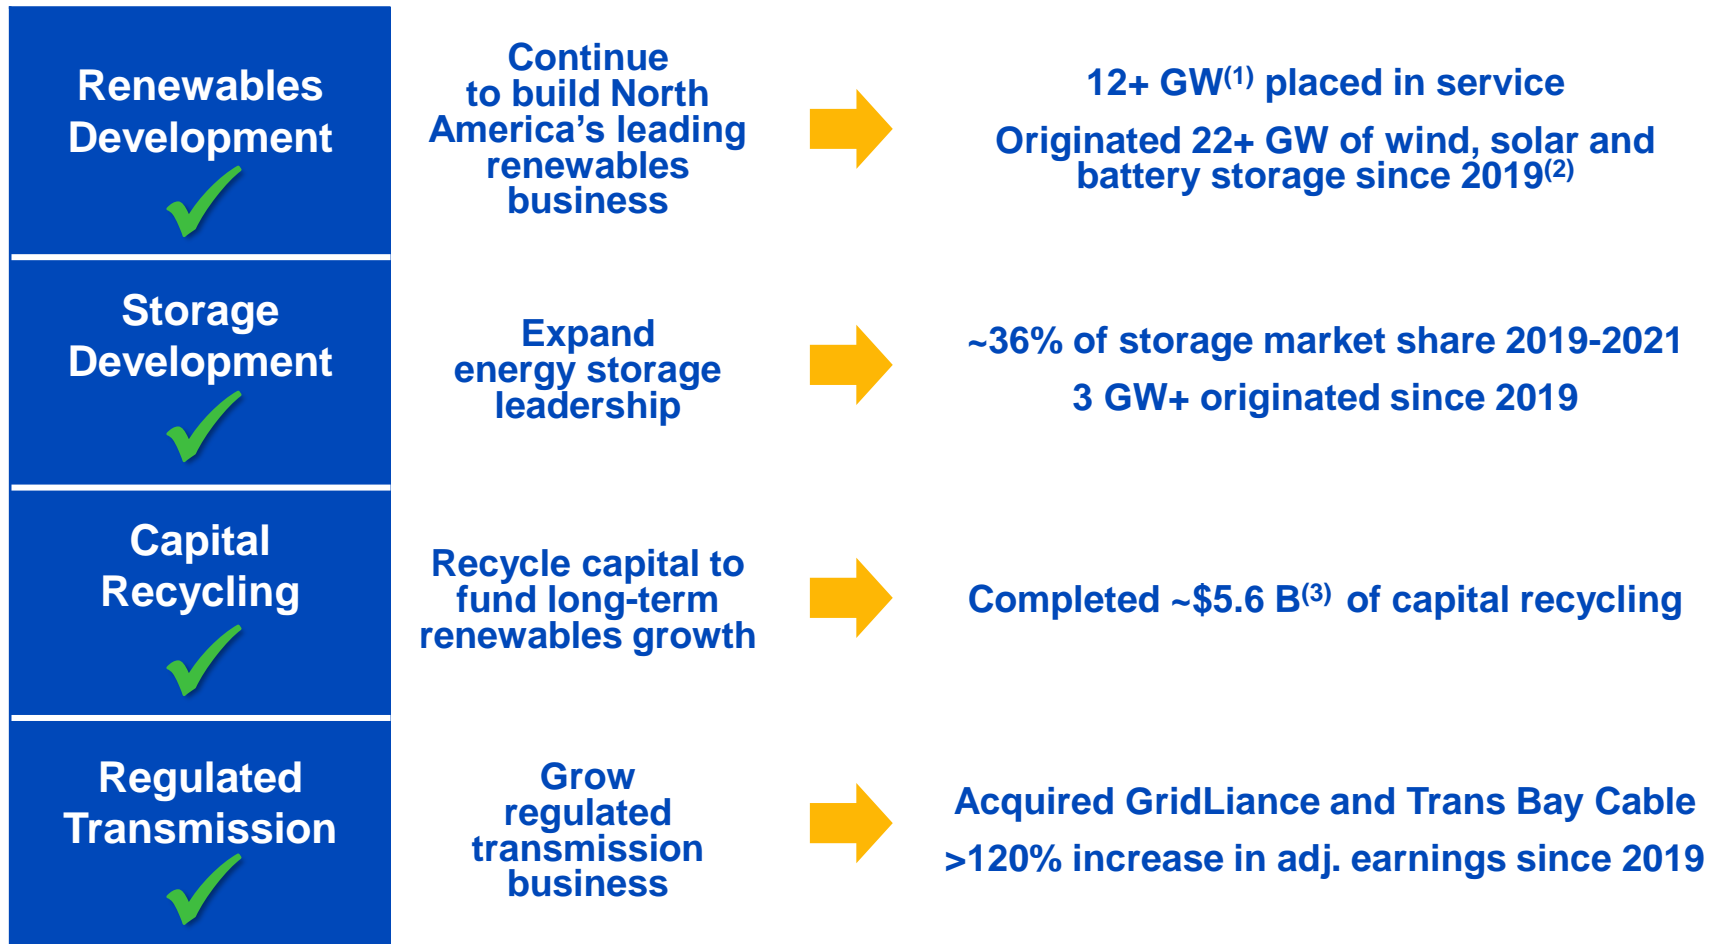 Renewables
Development
Continue
to build North
America's leading
renewables
business
12+ GW(1) placed in service
Originated 22+ GW of wind, solar and
battery storage since 2019(2)
Storage
Development
Expand
energy storage
leadership
~36% of storage market share 2019-2021
3 GW+ originated since 2019
Capital
Recycling
Recycle capital to
fund long-term
renewables growth
Completed ~$5.6 B(3) of capital recycling
Regulated
Transmission
Grow
regulated
transmission
business
Acquired GridLiance and Trans Bay Cable
>120% increase in adj. earnings since 2019